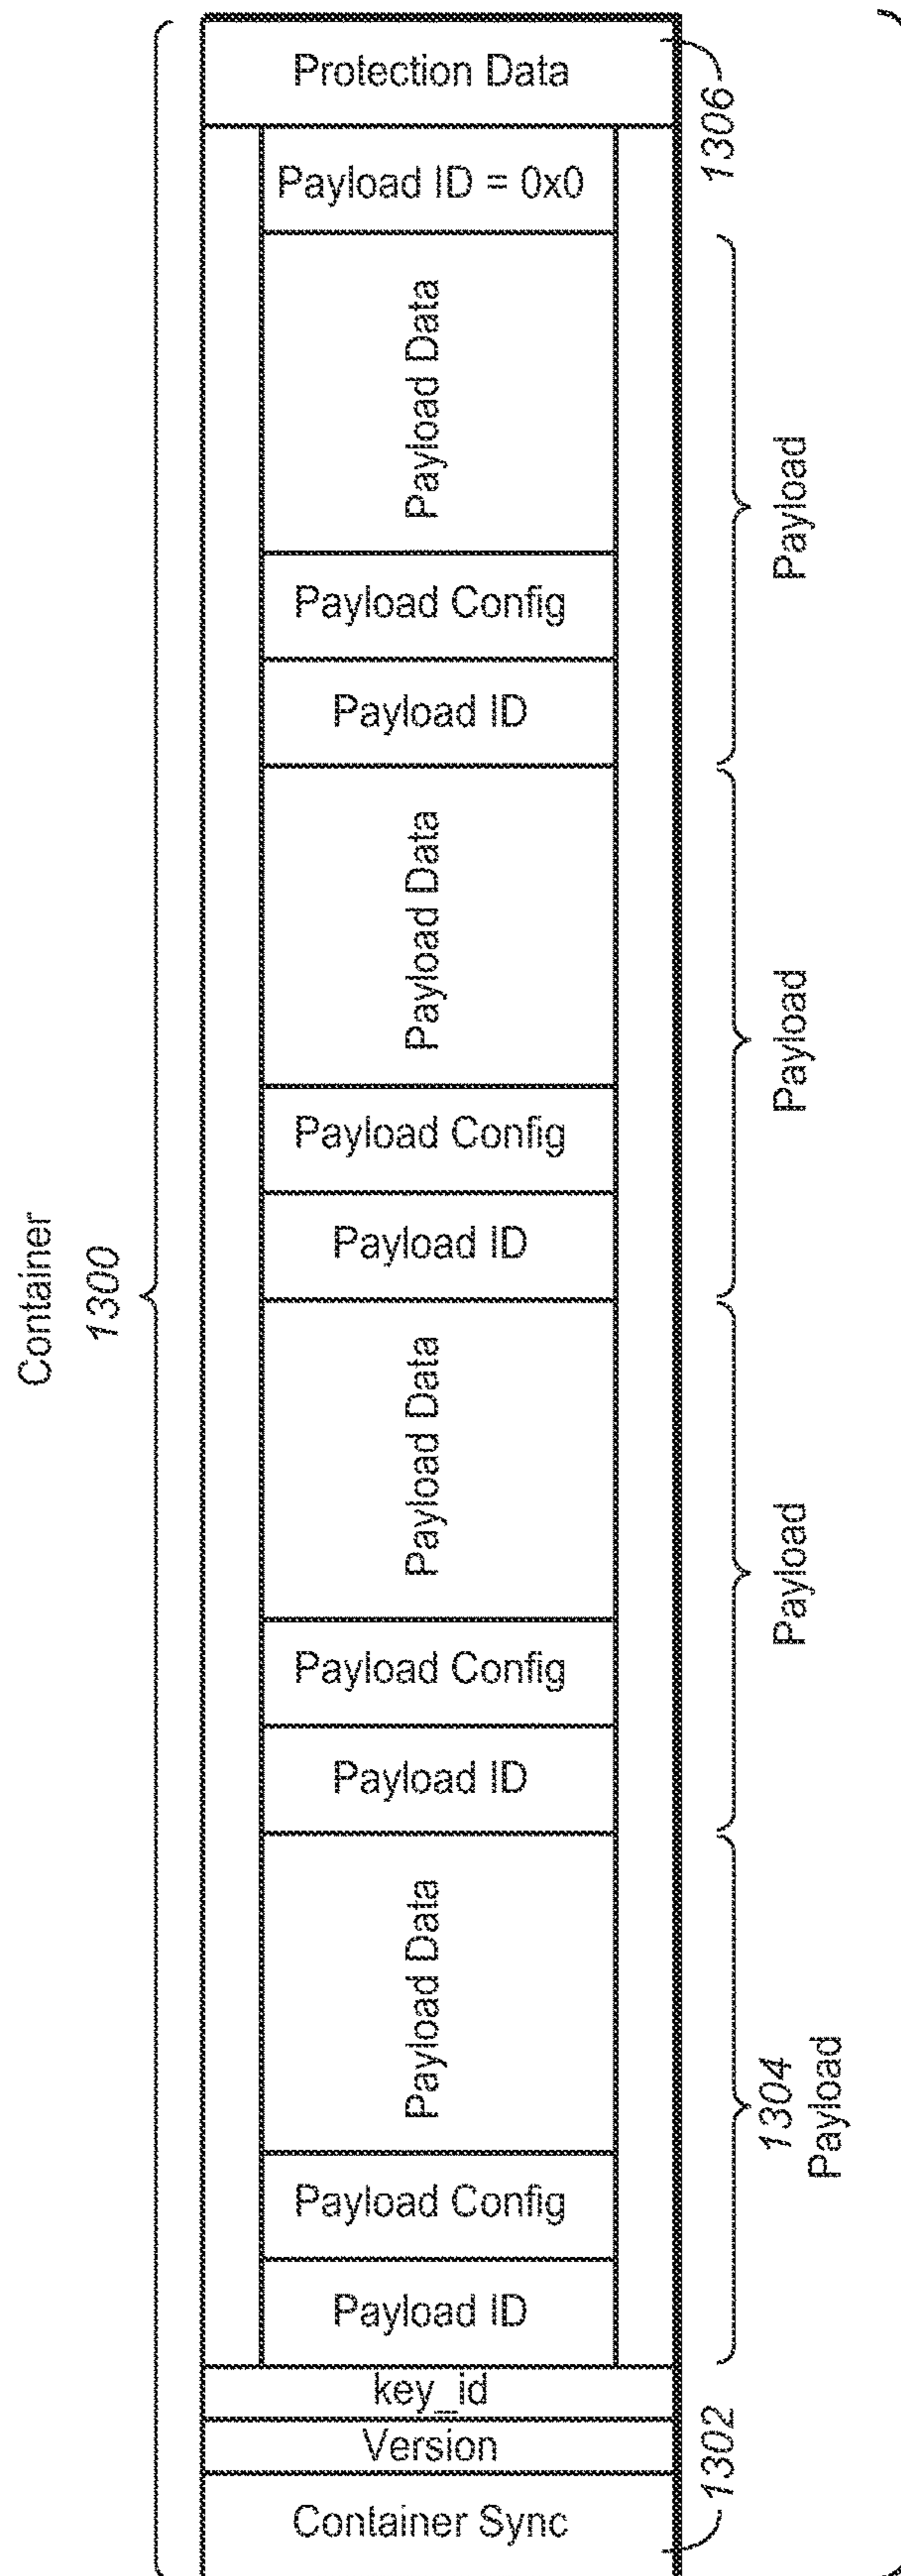 Container
1300
Protection Data
1306
Payload ID = 0x0
Payload Data
Payload Config
Payload ID
Payload
Payload Data
Payload Config
Payload ID
Payload
Payload Data
Payload Config
Payload ID
Payload
Payload Data
Payload Config
Payload ID
1304
Payload
key_id
Version
Container Sync
1302